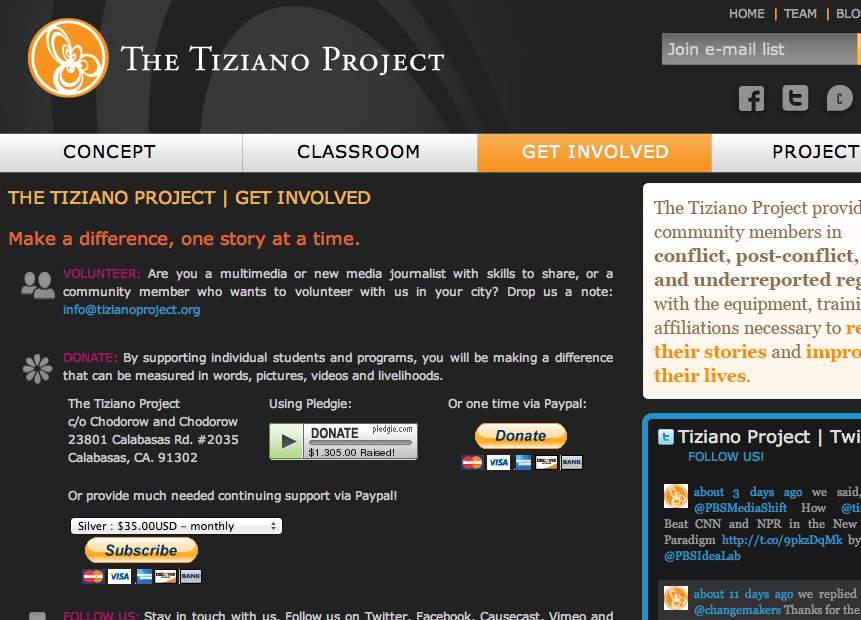 HOME | TEAM | BLO
THE TIZIANO PROJECT
Join e-mail list
CONCEPT
CLASSROOM
GET INVOLVED
PROJECT
THE TIZIANO PROJECT | GET INVOLVED
Make a difference, one story at a time.
VOLUNTEER: Are you a multimedia or new media journalist with skills to share, or a
community member who wants to volunteer with us in your city? Drop us a note:
info@tizianoproject.org
DONATE: By supporting individual students and programs, you will be making a difference
that can be measured in words, pictures, videos and livelihoods.
The Tiziano Project
c/o Chodorow and Chodorow
23801 Calabasas Rd. #2035
Calabasas, CA. 91302
Using Pledgie:
DONATE pledgie.com
$1.305.00 Raised!
Or one time via Paypal:
Donate
VISA
BANK
Or provide much needed continuing support via Paypal!
Silver : $35.00USD – monthly
Subscribe
VISA
BANK
FOLLOW US: Stay in touch with us. Follow us on Twitter, Facebook, Causecast, Vimeo and
The Tiziano Project provid
community members in
conflict, post-conflict,
and underreported reg
with the equipment, traini
affiliations necessary to re
their stories and impro
their lives.
Tiziano Project | Twi
FOLLOW US!
about 3 days ago we said,
@PBSMediaShift How @ti
Beat CNN and NPR in the New
Paradigm http://t.co/9pkzDqMk by
@PBSIdeaLab
about 11 days ago we replied
@changemakers Thanks for the